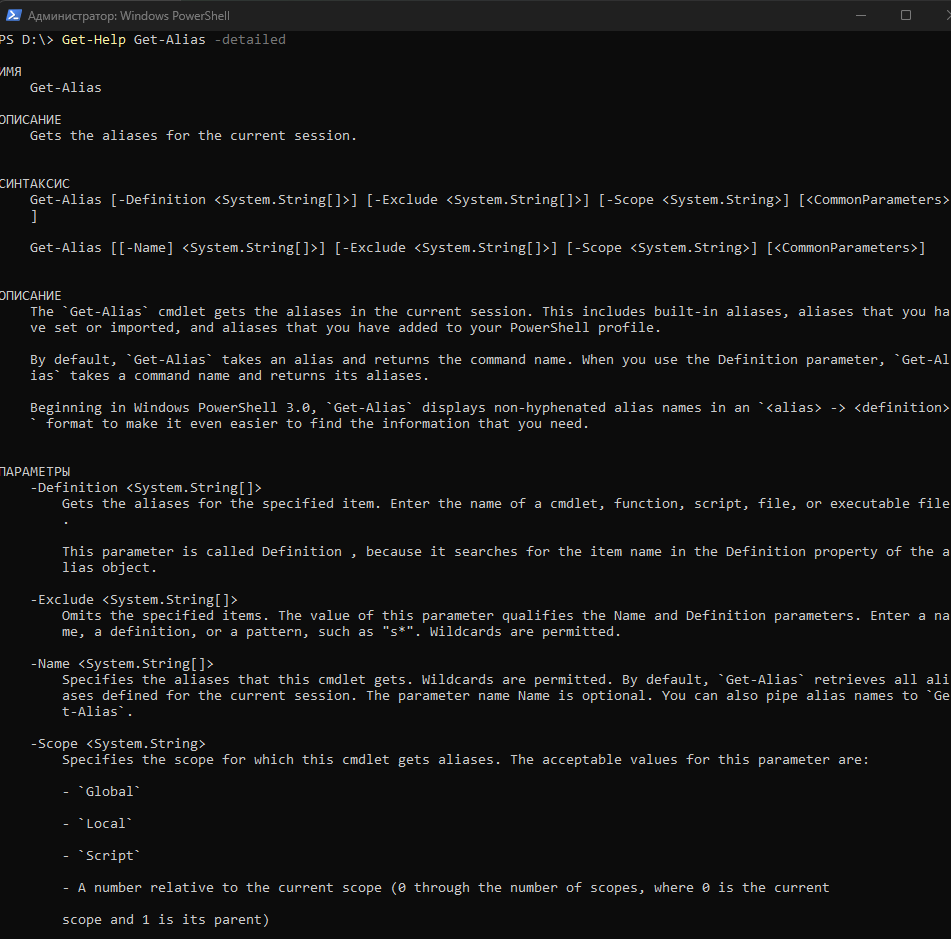 Администратор: Windows PowerShell
PS D:\> Get-Help Get-Alias -detailed
ИМЯ
Get-Alias
ОПИСАНИЕ
Gets the aliases for the current session.
СИНТАКСИС
Get-Alias [-Definition <System.String[]>] [-Exclude <System.String[]>] [-Scope <System.String>] [<CommonParameters>
]
Get-Alias [[-Name] <System.String[]>] [-Exclude <System.String[]>] [-Scope <System.String>] [<CommonParameters>]
ОПИСАНИЕ
The `Get-Alias` cmdlet gets the aliases in the current session. This includes built-in aliases, aliases that you ha
ve set or imported, and aliases that you have added to your PowerShell profile.
By default, `Get-Alias` takes an alias and returns the command name. When you use the Definition parameter, `Get-Al
ias` takes a command name and returns its aliases.
Beginning in Windows PowerShell 3.0, `Get-Alias` displays non-hyphenated alias names in an `<alias> -> <definition>
` format to make it even easier to find the information that you need.
ПАРАМЕТРЫ
-Definition <System.String[]>
Gets the aliases for the specified item. Enter the name of a cmdlet, function, script, file, or executable file
.
This parameter is called Definition , because it searches for the item name in the Definition property of the a
lias object.
-Exclude <System.String[]>
Omits the specified items. The value of this parameter qualifies the Name and Definition parameters. Enter a na
me, a definition, or a pattern, such as "s*". Wildcards are permitted.
-Name <System.String[]>
Specifies the aliases that this cmdlet gets. Wildcards are permitted. By default, `Get-Alias` retrieves all ali
ases defined for the current session. The parameter name Name is optional. You can also pipe alias names to `Ge
t-Alias`.
-Scope <System.String>
Specifies the scope for which this cmdlet gets aliases. The acceptable values for this parameter are:
- `Global`
- `Local`
- `Script`
- A number relative to the current scope (0 through the number of scopes, where 0 is the current
scope and 1 is its parent)